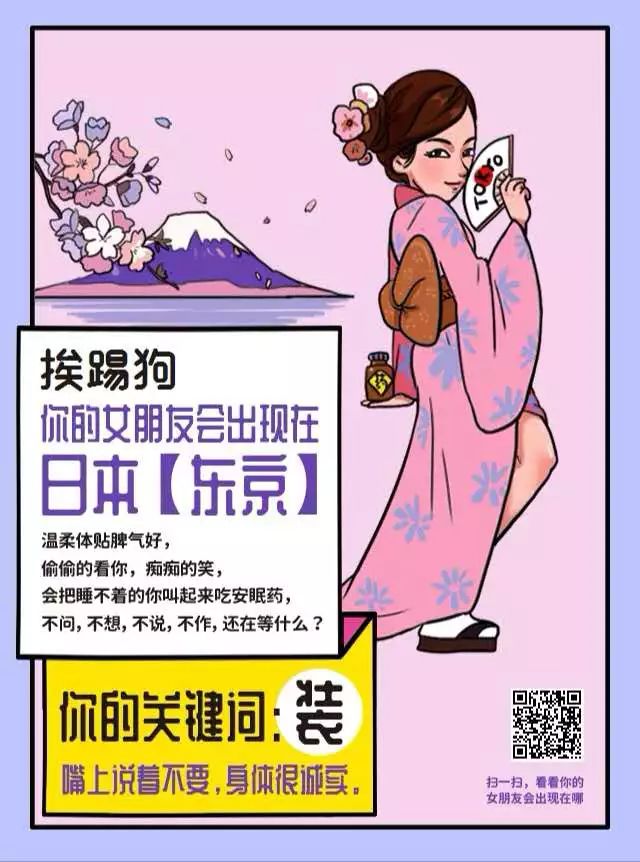 TOKYO
药
挨踢狗
你的女朋友会出现在
日本【东京】
温柔体贴脾气好，
偷偷的看你，痴痴的笑，
会把睡不着的你叫起来吃安眠药，
不问，不想，不说，不作，还在等什么？
你的关键词：装
嘴上说着不要，身体很诚实。
扫一扫，看看你的
女朋友会出现在哪